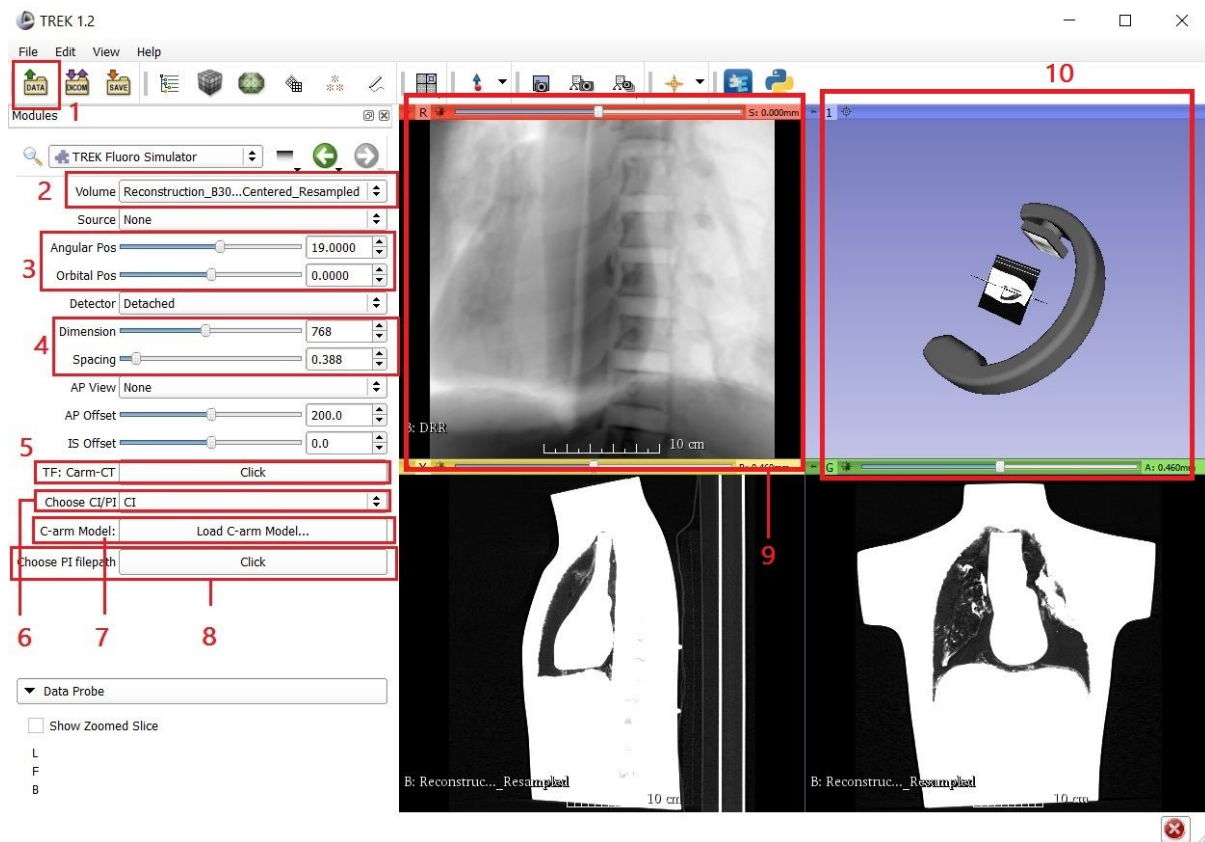 TREK 1.2
File Edit View Help
DATA DICOM SAVE
1
10
Modules
TREK Fluoro Simulator
2 Volume Reconstruction_B30...Centered_Resampled
Source None
3
Angular Pos 19.0000
Orbital Pos 0.0000
Detector Detached
4
Dimension 768
Spacing 0.388
AP View None
AP Offset 200.0
IS Offset 0.0
5
TF: Carm-CT Click
Choose CI/PI CI
C-arm Model: Load C-arm Model...
Choose PI filepath Click
6 7 8
Data Probe
Show Zoomed Slice
L
F
B
R S: 0.000mm
B: DRR
10 cm
1
Y R: 0.460mm
9
B: Reconstruc..._Resampled
10 cm
G A: 0.460mm
B: Reconstruc..._Resampled
10 cm